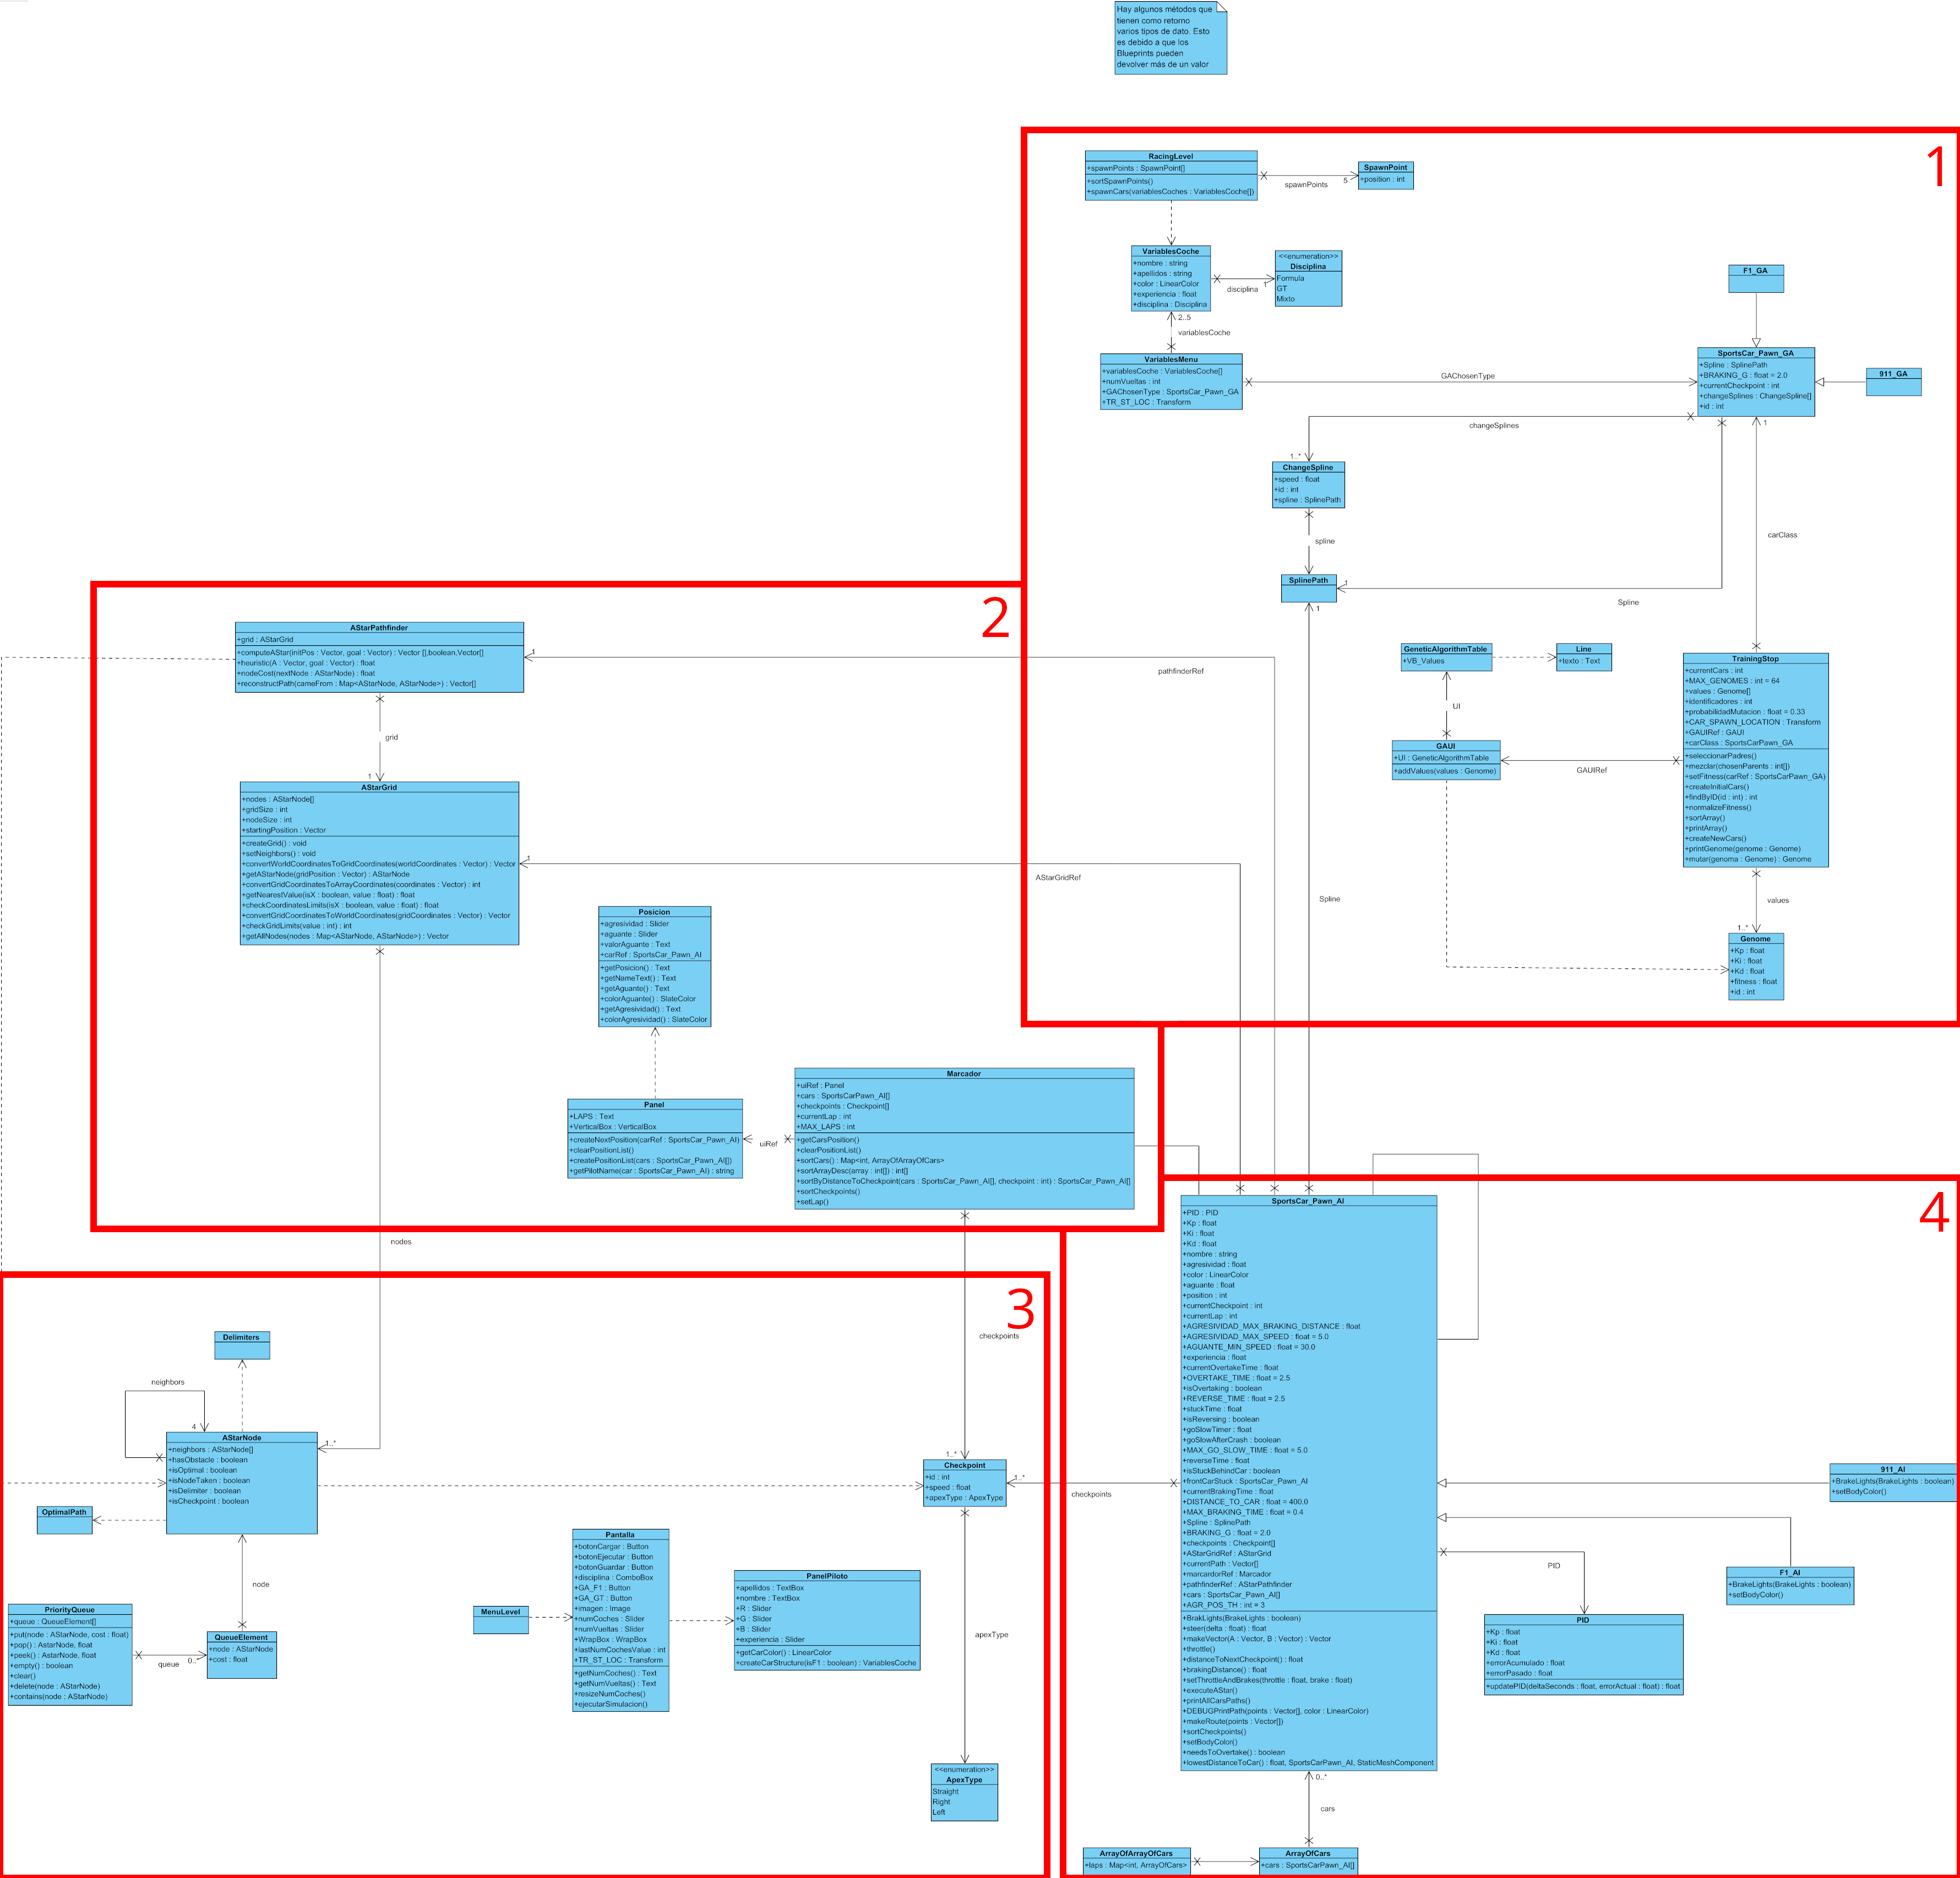 Hay algunos métodos que
tienen como retorno
varios tipos de dato. Esto
es debido a que los
Blueprints pueden
devolver más de un valor
1
RacingLevel
+spawnPoints : SpawnPoint[]
+sortSpawnPoints()
+spawnCars(variablesCoches : VariablesCoche[])
spawnPoints
5
SpawnPoint
+position : int
VariablesCoche
+nombre : string
+apellidos : string
+color : LinearColor
+experiencia : float
+disciplina : Disciplina
disciplina
1
<<enumeration>>
Disciplina
Formula
GT
Mixto
2..5
variablesCoche
VariablesMenu
+variablesCoche : VariablesCoche[]
+numVueltas : int
+GAChosenType : SportsCar_Pawn_GA
+TR_ST_LOC : Transform
GAChosenType
F1_GA
SportsCar_Pawn_GA
+Spline : SplinePath
+BRAKING_G : float = 2.0
+currentCheckpoint : int
+changeSplines : ChangeSpline[]
+id : int
911_GA
changeSplines
1..*
1
ChangeSpline
+speed : float
+id : int
+spline : SplinePath
spline
carClass
SplinePath
1
Spline
1
GeneticAlgorithmTable
+VB_Values
Line
+texto : Text
UI
GAUI
+UI : GeneticAlgorithmTable
+addValues(values : Genome)
GAUIRef
TrainingStop
+currentCars : int
+MAX_GENOMES : int = 64
+values : Genome[]
+identificadores : int
+probabilidadMutacion : float = 0.33
+CAR_SPAWN_LOCATION : Transform
+GAUIRef : GAUI
+carClass : SportsCarPawn_GA
+seleccionarPadres()
+mezclar(chosenParents : int[])
+setFitness(carRef : SportsCarPawn_GA)
+createInitialCars()
+findByID(id : int) : int
+normalizeFitness()
+sortArray()
+printArray()
+createNewCars()
+printGenome(genome : Genome)
+mutar(genoma : Genome) : Genome
values
1..*
Genome
+Kp : float
+Ki : float
+Kd : float
+fitness : float
+id : int
2
AStarPathfinder
+grid : AStarGrid
+computeAStar(initPos : Vector, goal : Vector) : Vector [],boolean,Vector[]
+heuristic(A : Vector, goal : Vector) : float
+nodeCost(nextNode : AStarNode) : float
+reconstructPath(cameFrom : Map<AStarNode, AStarNode>) : Vector[]
1
pathfinderRef
grid
1
AStarGrid
+nodes : AStarNode[]
+gridSize : int
+nodeSize : int
+startingPosition : Vector
+createGrid() : void
+setNeighbors() : void
+convertWorldCoordinatesToGridCoordinates(worldCoordinates : Vector) : Vector
+getAStarNode(gridPosition : Vector) : AStarNode
+convertGridCoordinatesToArrayCoordinates(coordinates : Vector) : int
+getNearestValue(isX : boolean, value : float) : float
+checkCoordinatesLimits(isX : boolean, value : float) : float
+convertGridCoordinatesToWorldCoordinates(gridCoordinates : Vector) : Vector
+checkGridLimits(value : int) : int
+getAllNodes(nodes : Map<AStarNode, AStarNode>) : Vector
1
AStarGridRef
Spline
Posicion
+agresividad : Slider
+aguante : Slider
+valorAguante : Text
+carRef : SportsCar_Pawn_AI
+getPosicion() : Text
+getNameText() : Text
+getAguante() : Text
+colorAguante() : SlateColor
+getAgresividad() : Text
+colorAgresividad() : SlateColor
Panel
+LAPS : Text
+VerticalBox : VerticalBox
+createNextPosition(carRef : SportsCar_Pawn_AI)
+clearPositionList()
+createPositionList(cars : SportsCar_Pawn_AI[])
+getPilotName(car : SportsCar_Pawn_AI) : string
uiRef
Marcador
+uiRef : Panel
+cars : SportsCarPawn_AI[]
+checkpoints : Checkpoint[]
+currentLap : int
+MAX_LAPS : int
+getCarsPosition()
+clearPositionList()
+sortCars() : Map<int, ArrayOfArrayOfCars>
+sortArrayDesc(array : int[]) : int[]
+sortByDistanceToCheckpoint(cars : SportsCar_Pawn_AI[], checkpoint : int) : SportsCar_Pawn_AI[]
+sortCheckpoints()
+setLap()
nodes
checkpoints
3
Delimiters
neighbors
4
AStarNode
+neighbors : AStarNode[]
+hasObstacle : boolean
+isOptimal : boolean
+isNodeTaken : boolean
+isDelimiter : boolean
+isCheckpoint : boolean
1..*
OptimalPath
node
PriorityQueue
+queue : QueueElement[]
+put(node : AStarNode, cost : float)
+pop() : AstarNode, float
+peek() : AstarNode, float
+empty() : boolean
+clear()
+delete(node : AStarNode)
+contains(node : AStarNode)
queue
0..*
QueueElement
+node : AStarNode
+cost : float
MenuLevel
Pantalla
+botonCargar : Button
+botonEjecutar : Button
+botonGuardar : Button
+disciplina : ComboBox
+GA_F1 : Button
+GA_GT : Button
+imagen : Image
+numCoches : Slider
+numVueltas : Slider
+WrapBox : WrapBox
+lastNumCochesValue : int
+TR_ST_LOC : Transform
+getNumCoches() : Text
+getNumVueltas() : Text
+resizeNumCoches()
+ejecutarSimulacion()
PanelPiloto
+apellidos : TextBox
+nombre : TextBox
+R : Slider
+G : Slider
+B : Slider
+experiencia : Slider
+getCarColor() : LinearColor
+createCarStructure(isF1 : boolean) : VariablesCoche
1..*
Checkpoint
+id : int
+speed : float
+apexType : ApexType
1..*
checkpoints
apexType
<<enumeration>>
ApexType
Straight
Right
Left
4
SportsCar_Pawn_AI
+PID : PID
+Kp : float
+Ki : float
+Kd : float
+nombre : string
+agresividad : float
+color : LinearColor
+aguante : float
+position : int
+currentCheckpoint : int
+currentLap : int
+AGRESIVIDAD_MAX_BRAKING_DISTANCE : float
+AGRESIVIDAD_MAX_SPEED : float = 5.0
+AGUANTE_MIN_SPEED : float = 30.0
+experiencia : float
+currentOvertakeTime : float
+OVERTAKE_TIME : float = 2.5
+isOvertaking : boolean
+REVERSE_TIME : float = 2.5
+stuckTime : float
+isReversing : boolean
+goSlowTimer : float
+goSlowAfterCrash : boolean
+MAX_GO_SLOW_TIME : float = 5.0
+reverseTime : float
+isStuckBehindCar : boolean
+frontCarStuck : SportsCar_Pawn_AI
+currentBrakingTime : float
+DISTANCE_TO_CAR : float = 400.0
+MAX_BRAKING_TIME : float = 0.4
+Spline : SplinePath
+BRAKING_G : float = 2.0
+checkpoints : Checkpoint[]
+AStarGridRef : AStarGrid
+currentPath : Vector[]
+marcardorRef : Marcador
+pathfinderRef : AStarPathfinder
+cars : SportsCar_Pawn_AI[]
+AGR_POS_TH : int = 3
+BrakLights(BrakeLights : boolean)
+steer(delta : float) : float
+makeVector(A : Vector, B : Vector) : Vector
+throttle()
+distanceToNextCheckpoint() : float
+brakingDistance() : float
+setThrottleAndBrakes(throttle : float, brake : float)
+executeAStar()
+printAllCarsPaths()
+DEBUGPrintPath(points : Vector[], color : LinearColor)
+makeRoute(points : Vector[])
+sortCheckpoints()
+setBodyColor()
+needsToOvertake() : boolean
+lowestDistanceToCar() : float, SportsCarPawn_AI, StaticMeshComponent
911_AI
+BrakeLights(BrakeLights : boolean)
+setBodyColor()
F1_AI
+BrakeLights(BrakeLights : boolean)
+setBodyColor()
PID
PID
+Kp : float
+Ki : float
+Kd : float
+errorAcumulado : float
+errorPasado : float
+updatePID(deltaSeconds : float, errorActual : float) : float
0..*
cars
ArrayOfArrayOfCars
+laps : Map<int, ArrayOfCars>
ArrayOfCars
+cars : SportsCarPawn_AI[]